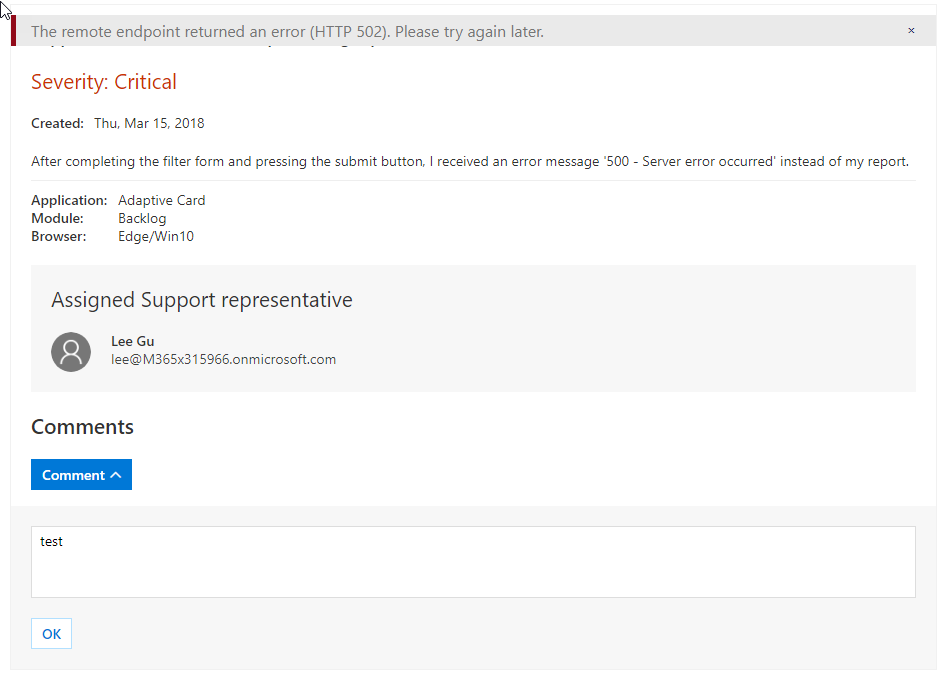 The remote endpoint returned an error (HTTP 502). Please try again later.
×
Severity: Critical
Created: Thu, Mar 15, 2018
After completing the filter form and pressing the submit button, I received an error message '500 - Server error occurred' instead of my report.
Application: Adaptive Card
Module: Backlog
Browser: Edge/Win10
Assigned Support representative
Lee Gu
lee@M365x315966.onmicrosoft.com
Comments
Comment
test
OK